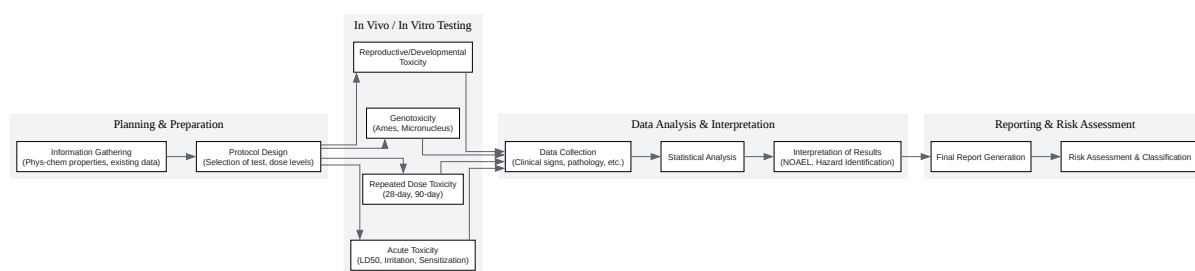 In Vivo / In Vitro Testing
Reproductive/Developmental
Toxicity
Genotoxicity
(Ames, Micronucleus)
Repeated Dose Toxicity
(28-day, 90-day)
Acute Toxicity
(LD50, Irritation, Sensitization)
Planning & Preparation
Information Gathering
(Phys-chem properties, existing data)
Protocol Design
(Selection of test, dose levels)
Data Analysis & Interpretation
Data Collection
(Clinical signs, pathology, etc.)
Statistical Analysis
Interpretation of Results
(NOAEL, Hazard Identification)
Reporting & Risk Assessment
Final Report Generation
Risk Assessment & Classification